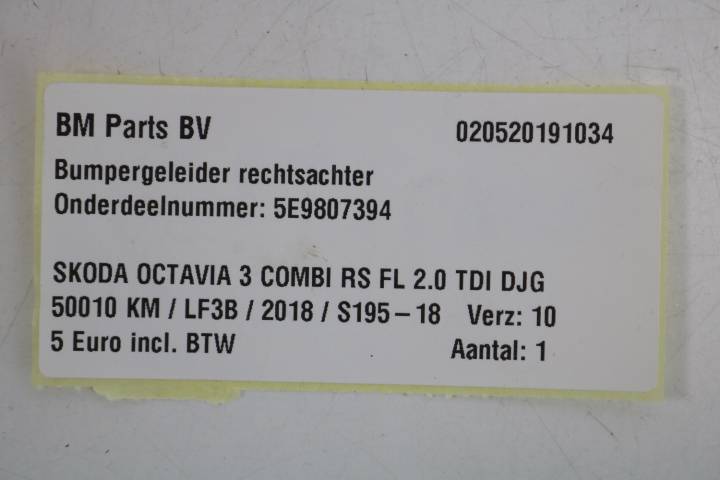 BM Parts BV 020520191034
Bumpergeleider rechtsachter
Onderdeelnummer: 5E9807394
SKODA OCTAVIA 3 COMBI RS FL 2.0 TDI DJG
50010 KM / LF3B / 2018 / S195-18 Verz: 10
5 Euro incl. BTW Aantal: 1